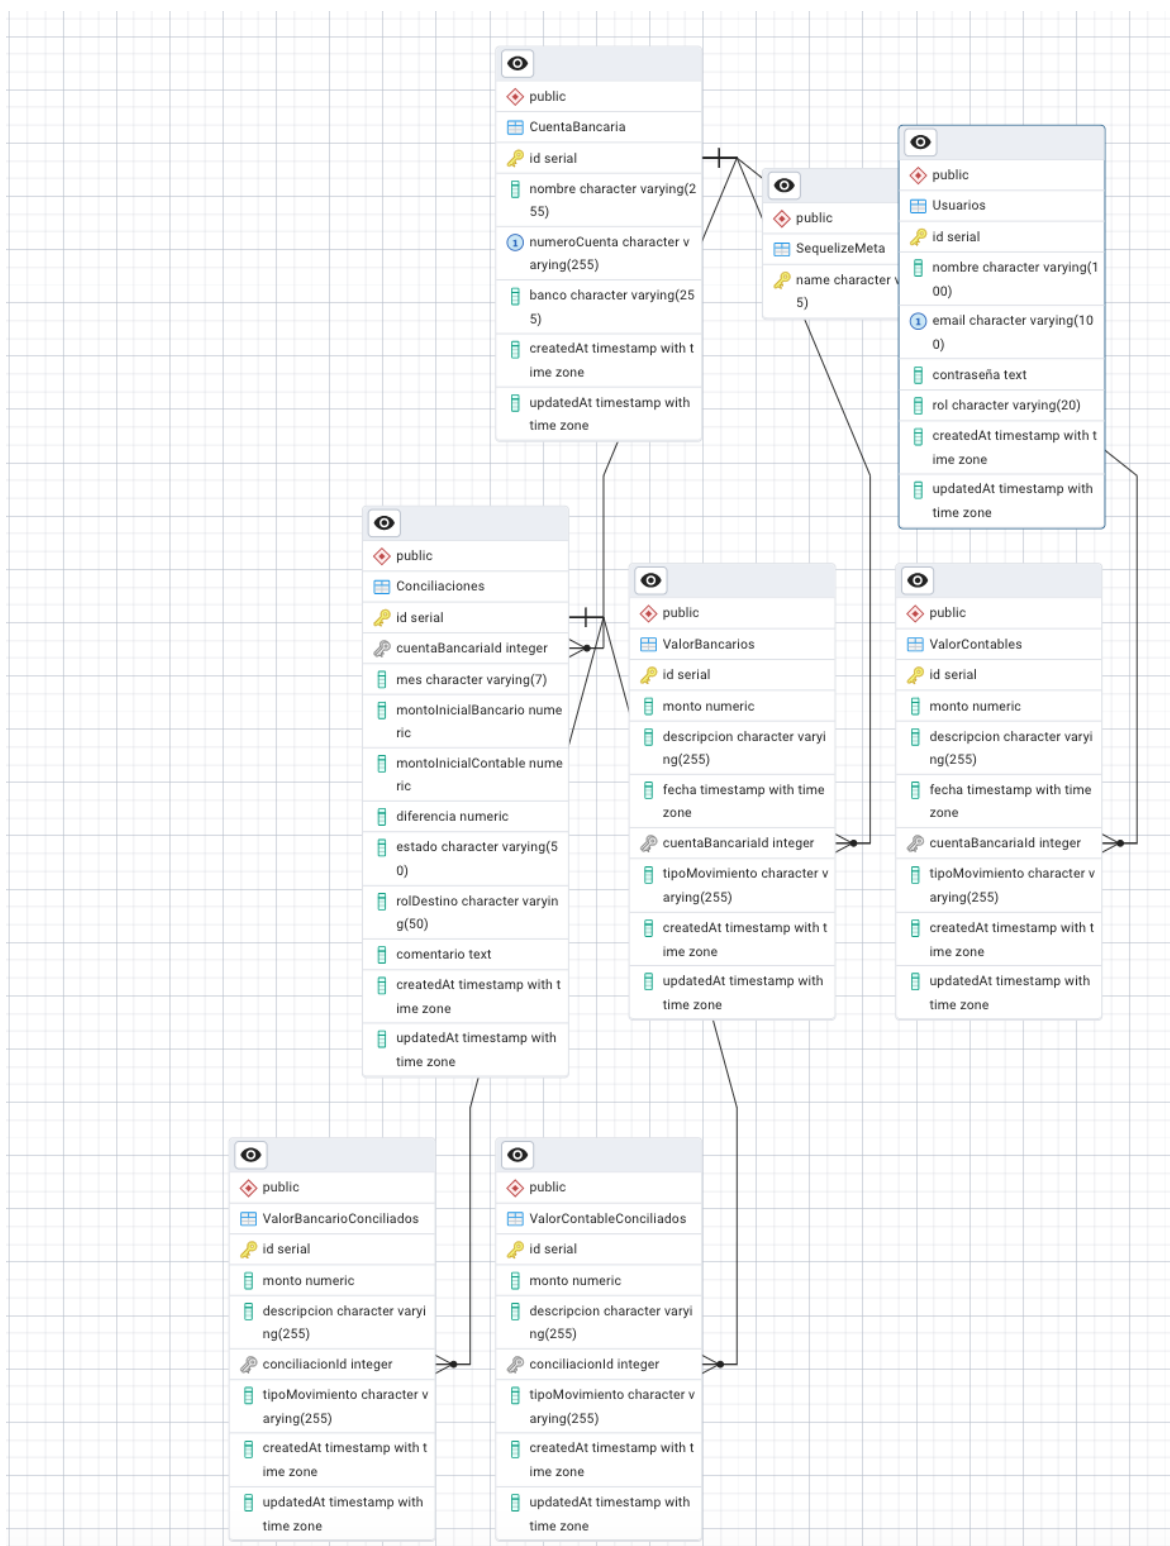 public
CuentaBancaria
id serial
nombre character varying(2
55)
numeroCuenta character v
arying(255)
banco character varying(25
5)
createdAt timestamp with t
ime zone
updatedAt timestamp with
time zone
public
SequelizeMeta
name character v
5)
public
Usuarios
id serial
nombre character varying(1
00)
email character varying(10
0)
contraseña text
rol character varying(20)
createdAt timestamp with t
ime zone
updatedAt timestamp with
time zone
public
Conciliaciones
id serial
cuentaBancariaId integer
mes character varying(7)
montoInicialBancario nume
ric
montoInicialContable nume
ric
diferencia numeric
estado character varying(5
0)
rolDestino character varyin
g(50)
comentario text
createdAt timestamp with t
ime zone
updatedAt timestamp with
time zone
public
ValorBancarios
id serial
monto numeric
descripcion character varyi
ng(255)
fecha timestamp with time
zone
cuentaBancariaId integer
tipoMovimiento character v
arying(255)
createdAt timestamp with t
ime zone
updatedAt timestamp with
time zone
public
ValorContables
id serial
monto numeric
descripcion character varyi
ng(255)
fecha timestamp with time
zone
cuentaBancariaId integer
tipoMovimiento character v
arying(255)
createdAt timestamp with t
ime zone
updatedAt timestamp with
time zone
public
ValorBancarioConciliados
id serial
monto numeric
descripcion character varyi
ng(255)
conciliacionId integer
tipoMovimiento character v
arying(255)
createdAt timestamp with t
ime zone
updatedAt timestamp with
time zone
public
ValorContableConciliados
id serial
monto numeric
descripcion character varyi
ng(255)
conciliacionId integer
tipoMovimiento character v
arying(255)
createdAt timestamp with t
ime zone
updatedAt timestamp with
time zone